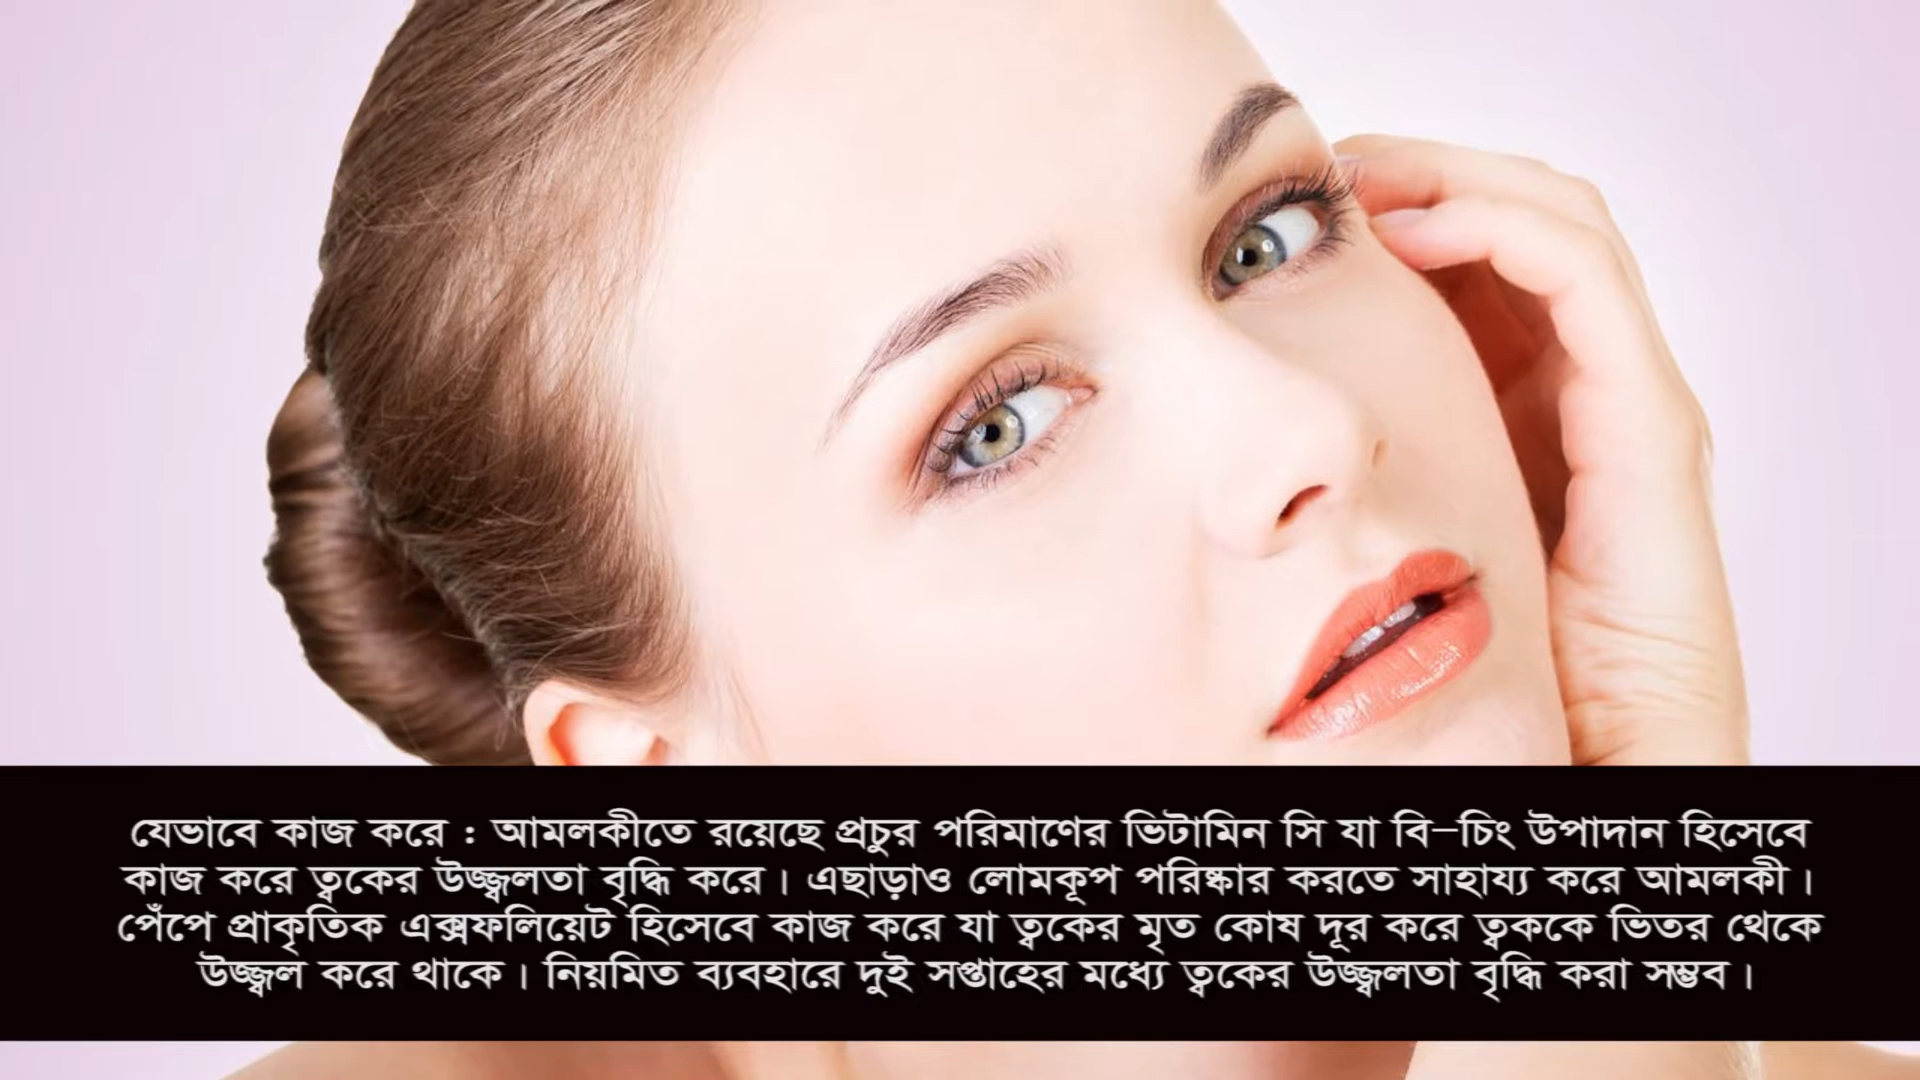 যেভাবে কাজ করে : আমলকীতে রয়েছে প্রচুর পরিমাণের ভিটামিন সি যা বি–চিং উপাদান হিসেবে
কাজ করে ত্বকের উজ্জ্বলতা বৃদ্ধি করে। এছাড়াও লোমকূপ পরিষ্কার করতে সাহায্য করে আমলকী।
পেঁপে প্রাকৃতিক এক্সফলিয়েট হিসেবে কাজ করে যা ত্বকের মৃত কোষ দূর করে ত্বককে ভিতর থেকে
উজ্জ্বল করে থাকে। নিয়মিত ব্যবহারে দুই সপ্তাহের মধ্যে ত্বকের উজ্জ্বলতা বৃদ্ধি করা সম্ভব।